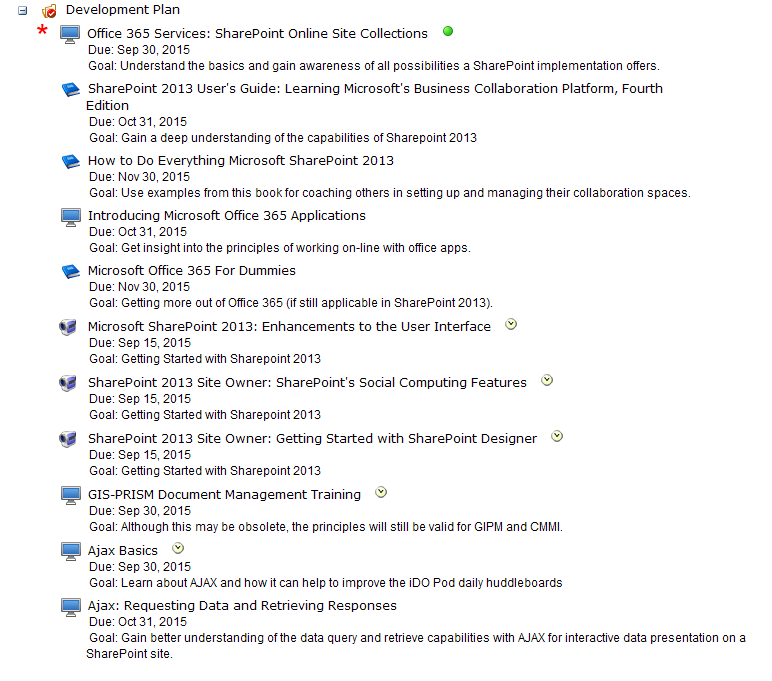 Development Plan
* Office 365 Services: SharePoint Online Site Collections
Due: Sep 30, 2015
Goal: Understand the basics and gain awareness of all possibilities a SharePoint implementation offers.
SharePoint 2013 User's Guide: Learning Microsoft's Business Collaboration Platform, Fourth
Edition
Due: Oct 31, 2015
Goal: Gain a deep understanding of the capabilities of Sharepoint 2013
How to Do Everything Microsoft SharePoint 2013
Due: Nov 30, 2015
Goal: Use examples from this book for coaching others in setting up and managing their collaboration spaces.
Introducing Microsoft Office 365 Applications
Due: Oct 31, 2015
Goal: Get insight into the principles of working on-line with office apps.
Microsoft Office 365 For Dummies
Due: Nov 30, 2015
Goal: Getting more out of Office 365 (if still applicable in SharePoint 2013).
Microsoft SharePoint 2013: Enhancements to the User Interface
Due: Sep 15, 2015
Goal: Getting Started with Sharepoint 2013
SharePoint 2013 Site Owner: SharePoint's Social Computing Features
Due: Sep 15, 2015
Goal: Getting Started with Sharepoint 2013
SharePoint 2013 Site Owner: Getting Started with SharePoint Designer
Due: Sep 15, 2015
Goal: Getting Started with Sharepoint 2013
GIS-PRISM Document Management Training
Due: Sep 30, 2015
Goal: Although this may be obsolete, the principles will still be valid for GIPM and CMMI.
Ajax Basics
Due: Sep 30, 2015
Goal: Learn about AJAX and how it can help to improve the iDO Pod daily huddleboards
Ajax: Requesting Data and Retrieving Responses
Due: Oct 31, 2015
Goal: Gain better understanding of the data query and retrieve capabilities with AJAX for interactive data presentation on a
SharePoint site.